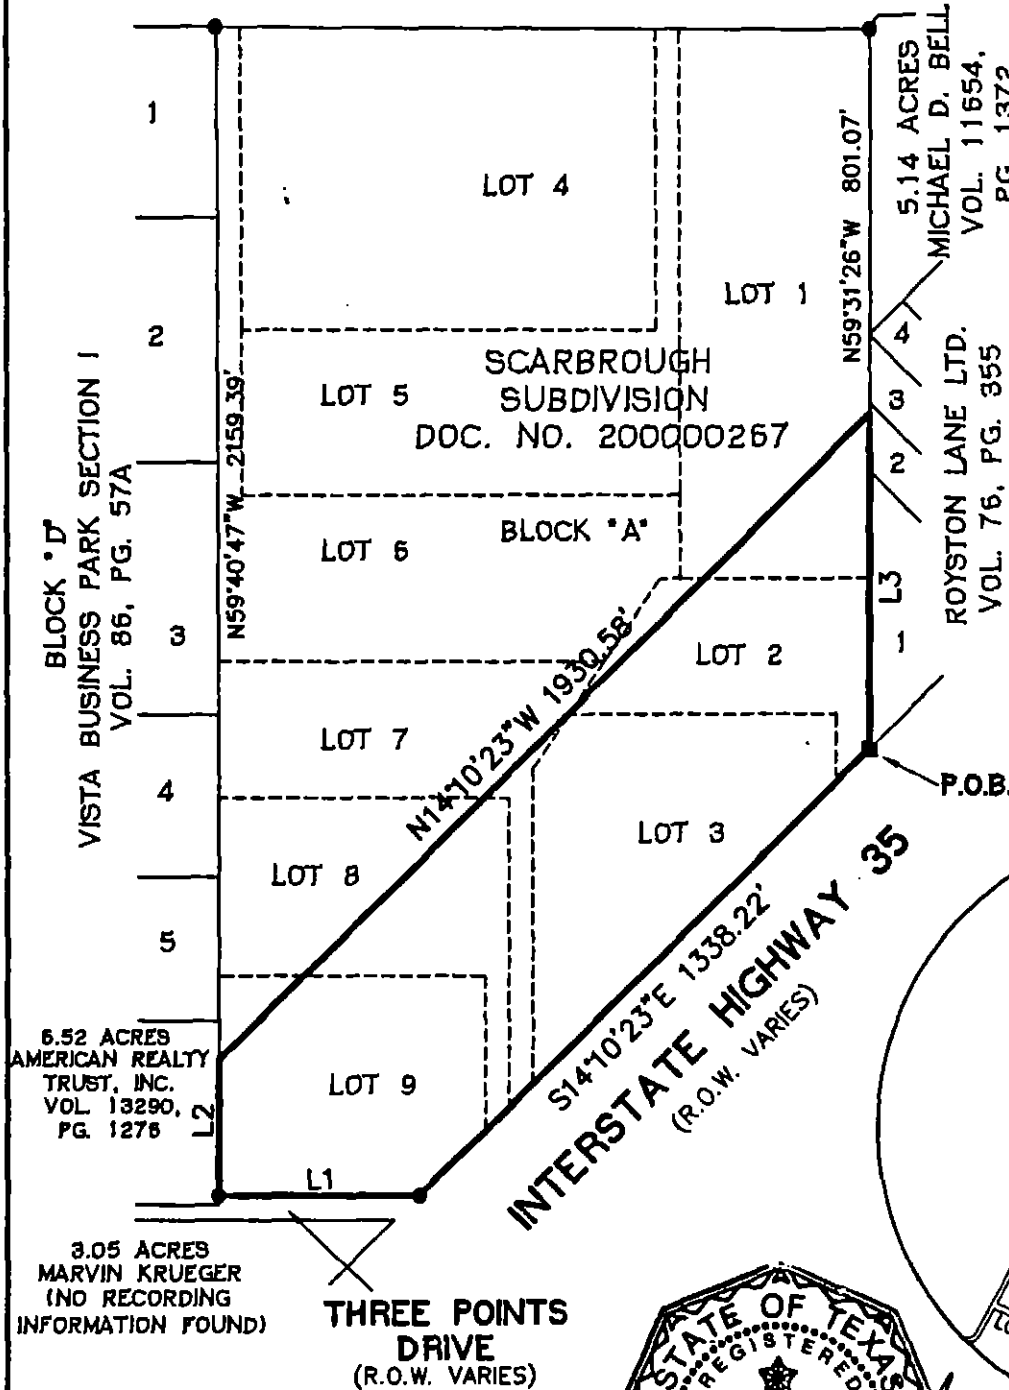 1
2
3
4
5
BLOCK "D"
VISTA BUSINESS PARK SECTION 1
VOL. 86, PG. 57A
N59°40'47"W 2159.39'
LOT 4
LOT 1
N59°31'26"W 801.07'
5.14 ACRES
MICHAEL D. BELL
VOL. 11654,
PG. 1372
LOT 5
SCARBROUGH
SUBDIVISION
DOC. NO. 200000267
BLOCK "A"
LOT 6
4
3
2
L3
1
ROYSTON LANE LTD.
VOL. 76, PG. 355
LOT 2
N14°10'23"W 1930.58'
LOT 7
P.O.B.
LOT 3
LOT 8
S14°10'23"E 1338.22'
INTERSTATE HIGHWAY 35
(R.O.W. VARIES)
6.52 ACRES
AMERICAN REALTY
TRUST, INC.
VOL. 13290,
PG. 1276
L2
LOT 9
L1
3.05 ACRES
MARVIN KRUEGER
(NO RECORDING
INFORMATION FOUND)
THREE POINTS
DRIVE
(R.O.W. VARIES)
STATE OF TEXAS
REGISTERED